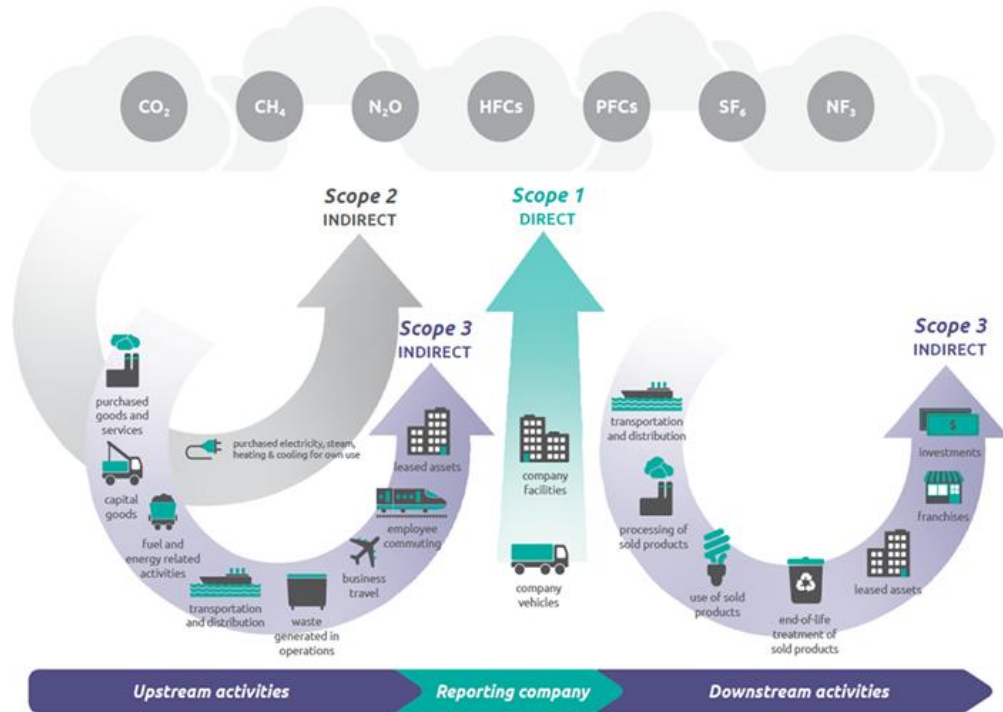 CO₂
CH₄
N₂O
HFCs
PFCs
SF₆
NF₃
Scope 2
INDIRECT
Scope 1
DIRECT
Scope 3
INDIRECT
Scope 3
INDIRECT
purchased
goods and
services
capital
goods
fuel and
energy related
activities
transportation
and distribution
waste
generated in
operations
business
travel
employee
commuting
leased assets
purchased electricity, steam,
heating & cooling for own use
company
facilities
company
vehicles
transportation
and distribution
processing of
sold products
use of sold
products
end-of-life
treatment of
sold products
leased assets
franchises
$
investments
Upstream activities
Reporting company
Downstream activities